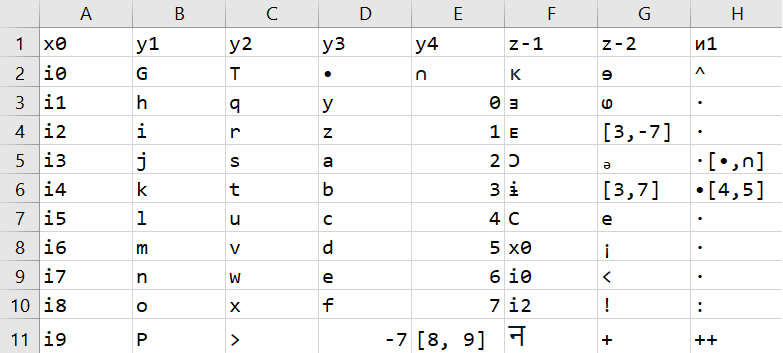 A B C D E F G H
1 x0 y1 y2 y3 y4 z-1 z-2 и1
2 i0 G T • ∩ ĸ ɘ ^
3 i1 h q y 0 ᴟ ꞷ ·
4 i2 i r z 1 ᴇ [3,-7] ·
5 i3 j s a 2 Ɔ ₔ ·[•,∩]
6 i4 k t b 3 ɨ [3,7] •[4,5]
7 i5 l u c 4 C e ·
8 i6 m v d 5 x0 ¡ ·
9 i7 n w e 6 i0 < ·
10 i8 o x f 7 i2 ! :
11 i9 P > -7 [8, 9] न + ++